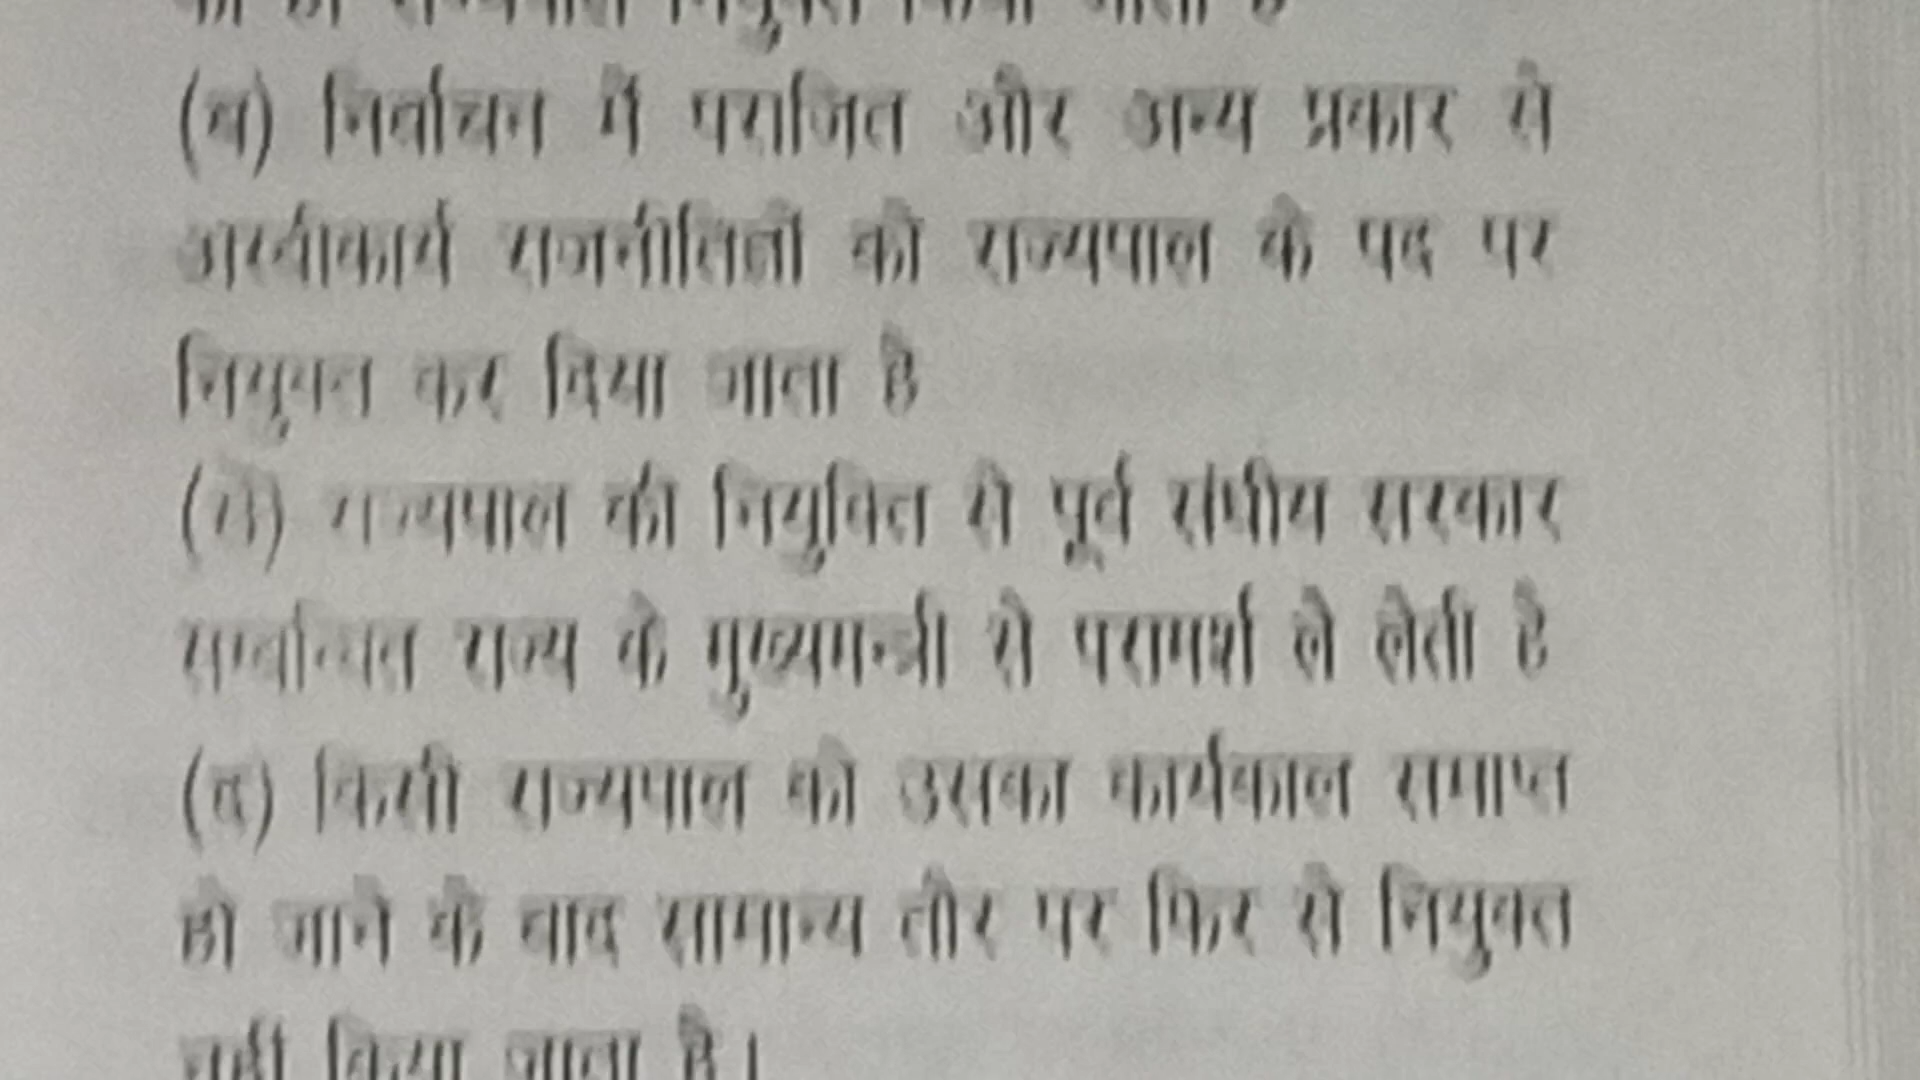 को ही राज्यपाल नियुक्त किया जाता है
(ब) निर्वाचन में पराजित और अन्य प्रकार से
अस्वीकार्य राजनीतिज्ञों को राज्यपाल के पद पर
नियुक्त कर दिया जाता है
(स) राज्यपाल की नियुक्ति से पूर्व संघीय सरकार
सम्बन्धित राज्य के मुख्यमन्त्री से परामर्श ले लेती है
(द) किसी राज्यपाल को उसका कार्यकाल समाप्त
हो जाने के बाद सामान्य तौर पर फिर से नियुक्त
नहीं किया जाता है।